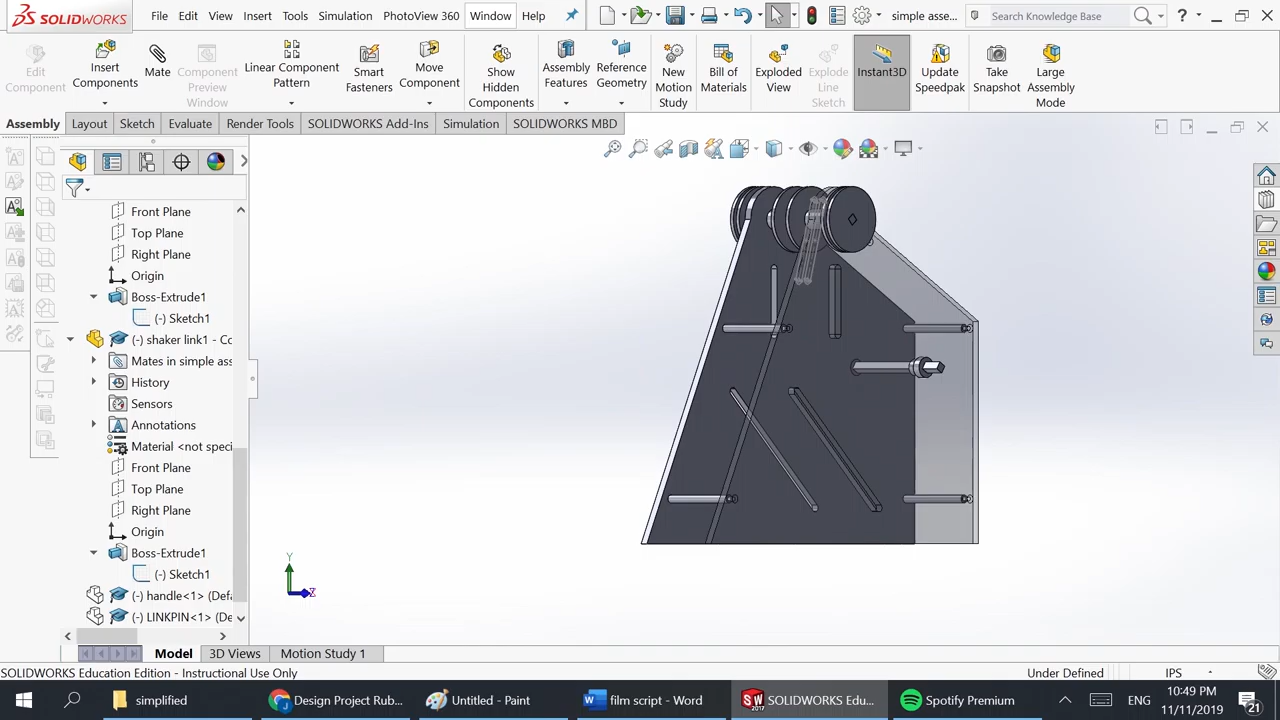 SOLIDWORKS File Edit View Insert Tools Simulation PhotoView 360 Window Help simple asse... Search Knowledge Base ?
Edit Component
Insert Components
Mate
Component Preview Window
Linear Component Pattern
Smart Fasteners
Move Component
Show Hidden Components
Assembly Features
Reference Geometry
New Motion Study
Bill of Materials
Exploded View
Explode Line Sketch
Instant3D
Update Speedpak
Take Snapshot
Large Assembly Mode
Assembly Layout Sketch Evaluate Render Tools SOLIDWORKS Add-Ins Simulation SOLIDWORKS MBD
Front Plane
Top Plane
Right Plane
Origin
Boss-Extrude1
(-) Sketch1
(-) shaker link1 - Co
Mates in simple ass
History
Sensors
Annotations
Material <not speci
Front Plane
Top Plane
Right Plane
Origin
Boss-Extrude1
(-) Sketch1
(-) handle<1> (Defa
(-) LINKPIN<1> (De
Y
Z
Model 3D Views Motion Study 1
SOLIDWORKS Education Edition - Instructional Use Only Under Defined IPS
simplified Design Project Rub... Untitled - Paint film script - Word SOLIDWORKS Edu... Spotify Premium ENG 10:49 PM
11/11/2019 21